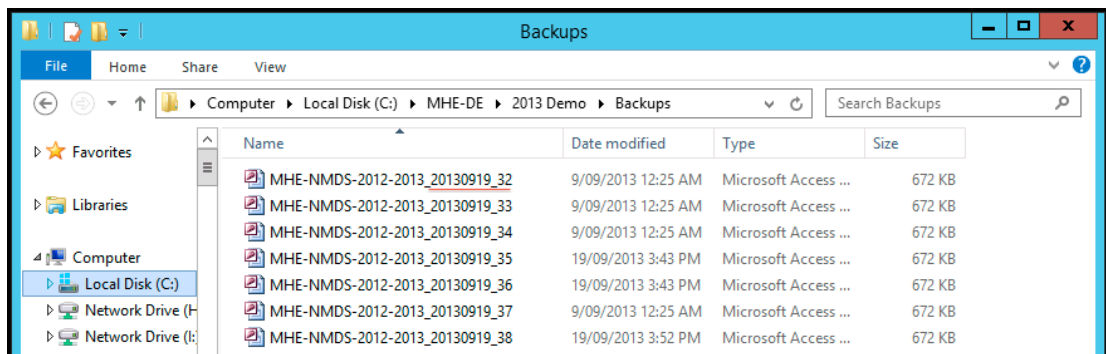 Backups
File Home Share View
Computer Local Disk (C:) MHE-DE 2013 Demo Backups Search Backups
Name Date modified Type Size
Favorites
MHE-NMDS-2012-2013_20130919_32 9/09/2013 12:25 AM Microsoft Access ... 672 KB
Libraries MHE-NMDS-2012-2013_20130919_33 9/09/2013 12:25 AM Microsoft Access ... 672 KB
MHE-NMDS-2012-2013_20130919_34 9/09/2013 12:25 AM Microsoft Access ... 672 KB
Computer MHE-NMDS-2012-2013_20130919_35 19/09/2013 3:43 PM Microsoft Access ... 672 KB
Local Disk (C:) MHE-NMDS-2012-2013_20130919_36 19/09/2013 3:43 PM Microsoft Access ... 672 KB
Network Drive (H MHE-NMDS-2012-2013_20130919_37 9/09/2013 12:25 AM Microsoft Access ... 672 KB
Network Drive (I: MHE-NMDS-2012-2013_20130919_38 19/09/2013 3:52 PM Microsoft Access ... 672 KB